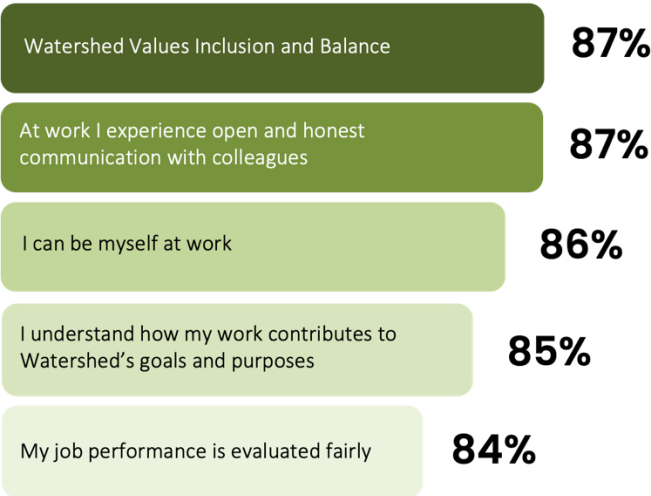 Watershed Values Inclusion and Balance
87%
At work I experience open and honest
communication with colleagues
87%
I can be myself at work
86%
I understand how my work contributes to
Watershed’s goals and purposes
85%
My job performance is evaluated fairly
84%